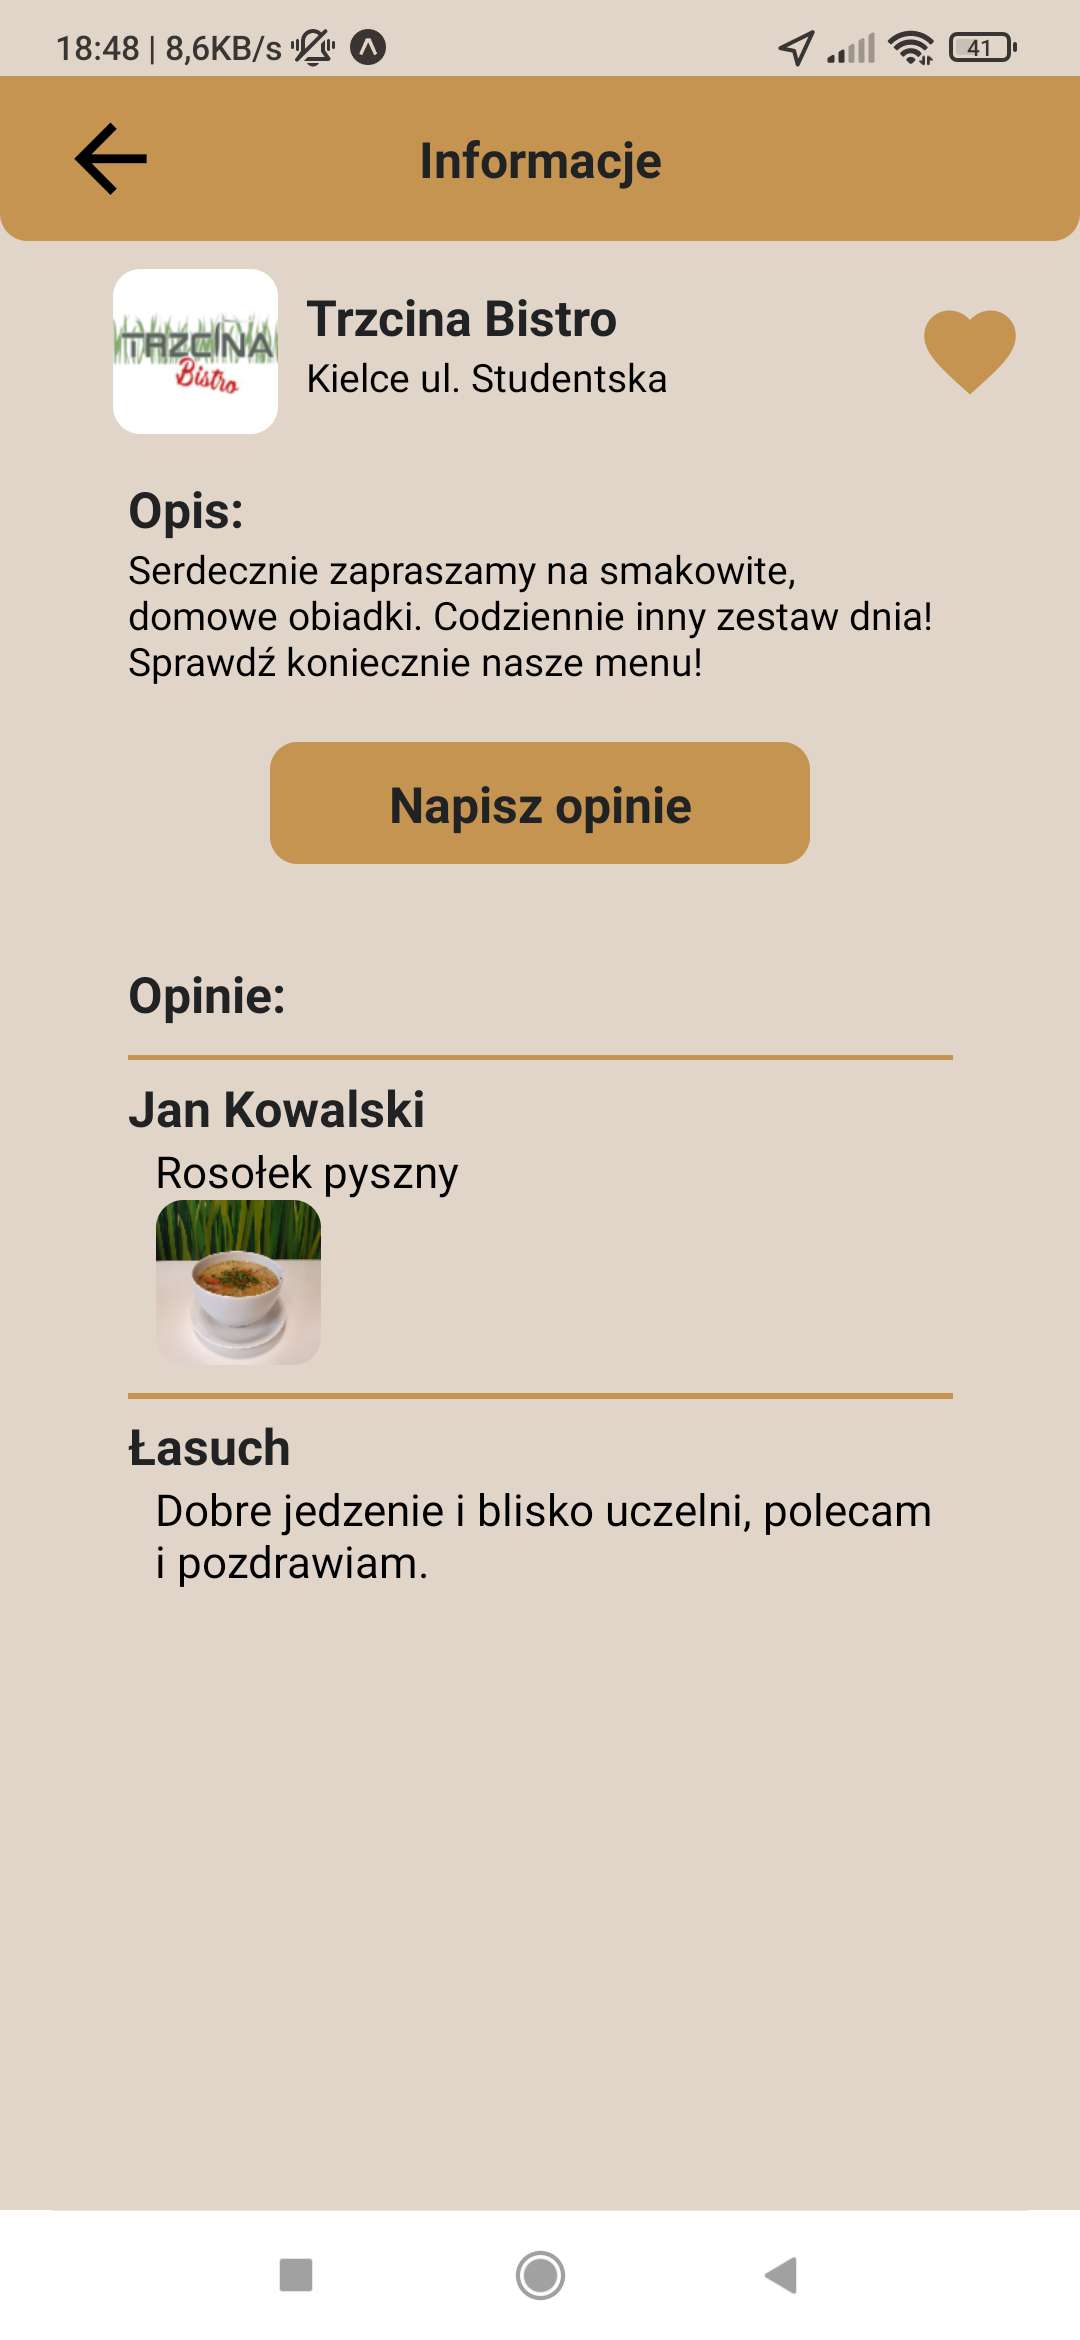 18:48 | 8,6KB/s
41
Informacje
TRZCINA
Bistro
Trzcina Bistro
Kielce ul. Studentska
Opis:
Serdecznie zapraszamy na smakowite,
domowe obiadki. Codziennie inny zestaw dnia!
Sprawdź koniecznie nasze menu!
Napisz opinie
Opinie:
Jan Kowalski
Rosołek pyszny
Łasuch
Dobre jedzenie i blisko uczelni, polecam
i pozdrawiam.